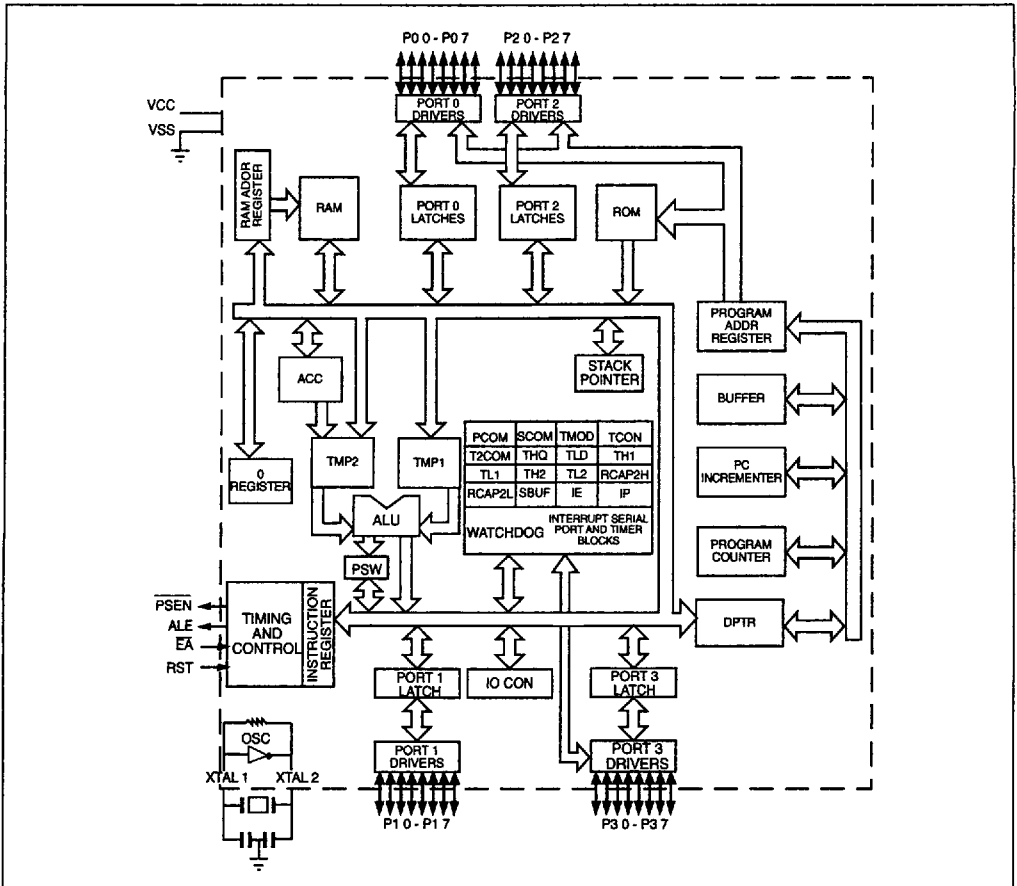 P0 0 - P0 7
P2 0 - P2 7
VCC
VSS
PORT 0
DRIVERS
PORT 2
DRIVERS
RAM ADDR
REGISTER
RAM
PORT 0
LATCHES
PORT 2
LATCHES
ROM
PROGRAM
ADDR
REGISTER
STACK
POINTER
ACC
BUFFER
TMP2
TMP1
0
REGISTER
PCOM SCOM TMOD TCON
T2COM THQ TLD TH1
TL1 TH2 TL2 RCAP2H
RCAP2L SBUF IE IP
WATCHDOG
INTERRUPT SERIAL
PORT AND TIMER
BLOCKS
PC
INCREMENTER
ALU
PSW
PROGRAM
COUNTER
PSEN
ALE
EA
RST
TIMING
AND
CONTROL
INSTRUCTION
REGISTER
DPTR
PORT 1
LATCH
IO CON
PORT 3
LATCH
OSC
XTAL 1
XTAL 2
PORT 1
DRIVERS
PORT 3
DRIVERS
P1 0 - P1 7
P3 0 - P3 7